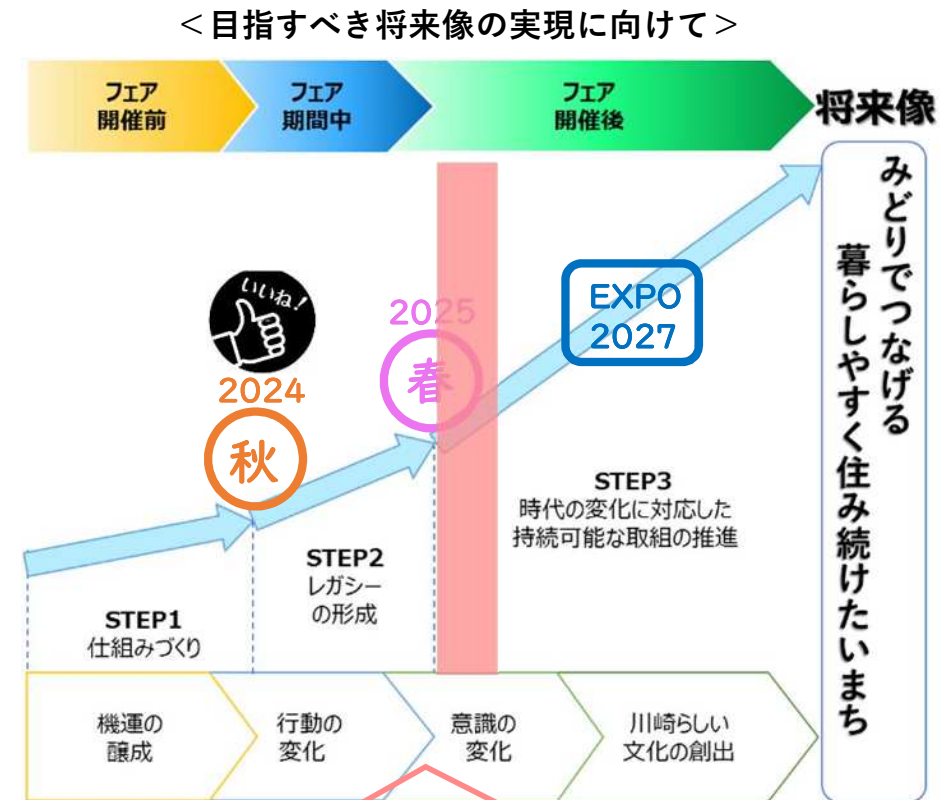 ＜目指すべき将来像の実現に向けて＞
フェア
開催前
フェア
期間中
フェア
開催後
将来像
みどりでつなげる
暮らしやすく住み続けたいまち
いいね！
2024
秋
2025
春
EXPO
2027
STEP1
仕組みづくり
STEP2
レガシー
の形成
STEP3
時代の変化に対応した
持続可能な取組の推進
機運の
醸成
行動の
変化
意識の
変化
川崎らしい
文化の創出